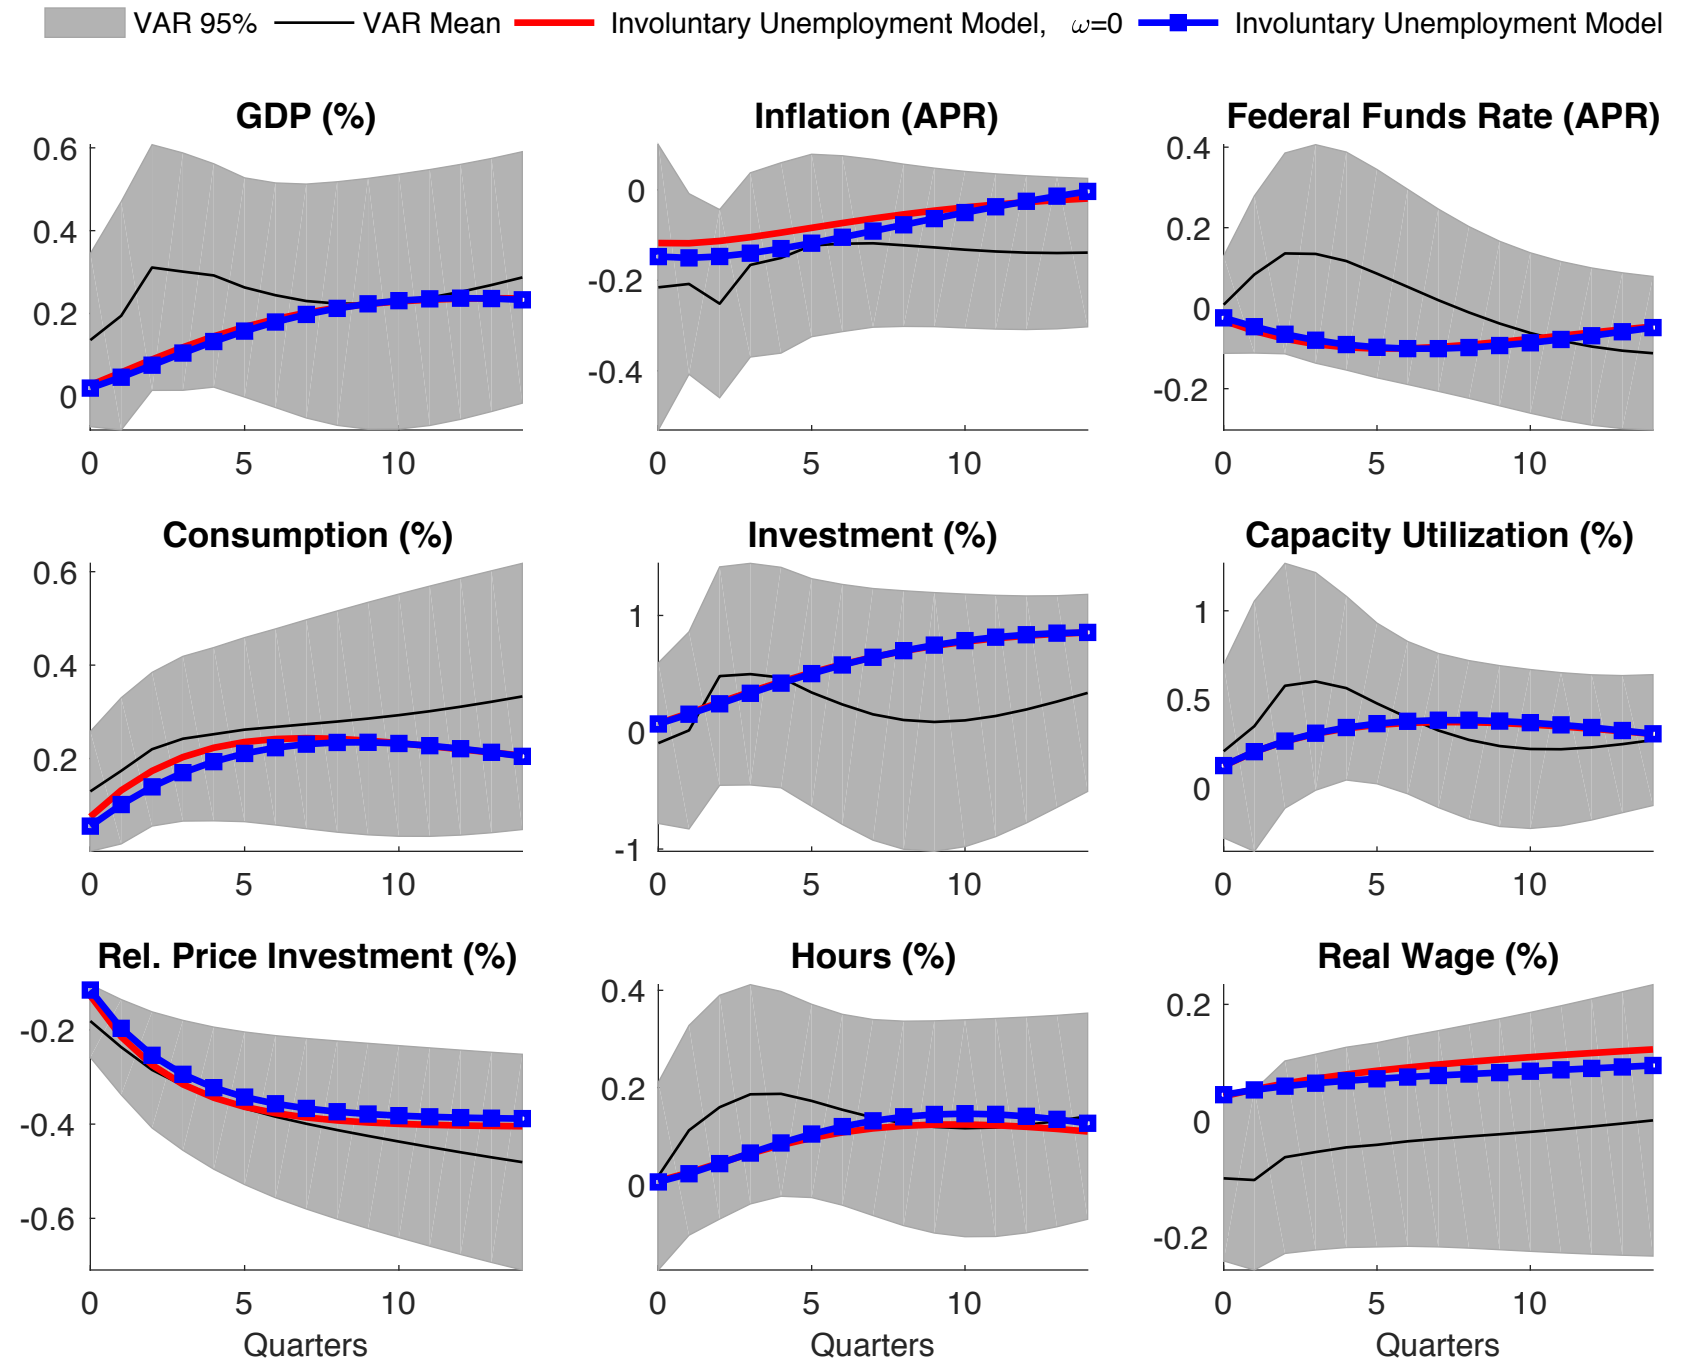 VAR 95% VAR Mean Involuntary Unemployment Model, ω=0 Involuntary Unemployment Model
GDP (%) Inflation (APR) Federal Funds Rate (APR)
0.6
0.4
0.2
0
0 5 10
0
-0.2
-0.4
0 5 10
0.4
0.2
0
-0.2
0 5 10
Consumption (%) Investment (%) Capacity Utilization (%)
0.6
0.4
0.2
0 5 10
1
0
-1
0 5 10
1
0.5
0
0 5 10
Rel. Price Investment (%) Hours (%) Real Wage (%)
-0.2
-0.4
-0.6
0 5 10
Quarters
0.4
0.2
0
0 5 10
Quarters
0.2
0
-0.2
0 5 10
Quarters